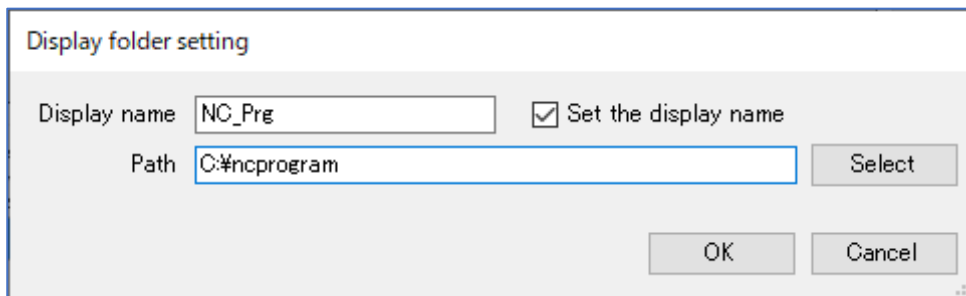 Display folder setting
Display name NC_Prg Set the display name
Path C:¥ncprogram Select
OK Cancel